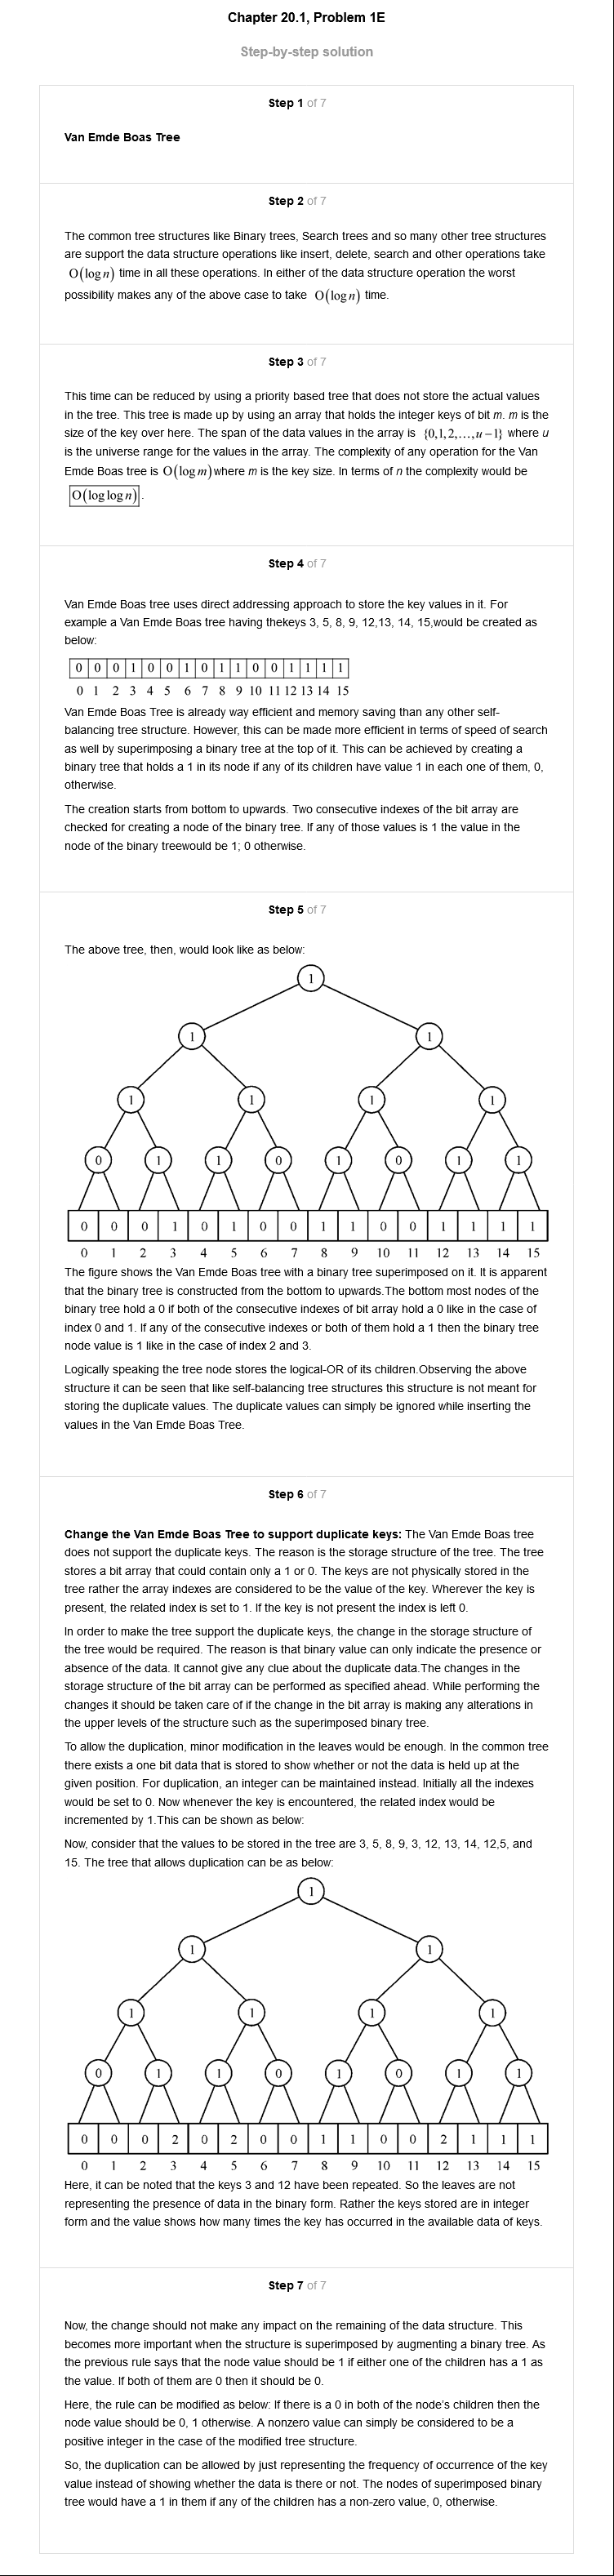 Chapter 20.1, Problem 1E
Step-by-step solution
Step 1 of 7
Van Emde Boas Tree
Step 2 of 7
The common tree structures like Binary trees, Search trees and so many other tree structures
are support the data structure operations like insert, delete, search and other operations take
O(log n) time in all these operations. In either of the data structure operation the worst
possibility makes any of the above case to take O(log n) time.
Step 3 of 7
This time can be reduced by using a priority based tree that does not store the actual values
in the tree. This tree is made up by using an array that holds the integer keys of bit m. m is the
size of the key over here. The span of the data values in the array is {0,1,2,...,u−1} where u
is the universe range for the values in the array. The complexity of any operation for the Van
Emde Boas tree is O(log m) where m is the key size. In terms of n the complexity would be
O(log log n).
Step 4 of 7
Van Emde Boas tree uses direct addressing approach to store the key values in it. For
example a Van Emde Boas tree having thekeys 3, 5, 8, 9, 12,13, 14, 15,would be created as
below:
0 0 0 1 0 0 1 0 1 1 0 0 1 1 1 1
0 1 2 3 4 5 6 7 8 9 10 11 12 13 14 15
Van Emde Boas Tree is already way efficient and memory saving than any other self-
balancing tree structure. However, this can be made more efficient in terms of speed of search
as well by superimposing a binary tree at the top of it. This can be achieved by creating a
binary tree that holds a 1 in its node if any of its children have value 1 in each one of them, 0,
otherwise.
The creation starts from bottom to upwards. Two consecutive indexes of the bit array are
checked for creating a node of the binary tree. If any of those values is 1 the value in the
node of the binary treewould be 1; 0 otherwise.
Step 5 of 7
The above tree, then, would look like as below:
1
1 1
1 1 1 1
0 1 1 0 1 0 1 1
0 0 0 1 0 1 0 0 1 1 0 0 1 1 1 1
0 1 2 3 4 5 6 7 8 9 10 11 12 13 14 15
The figure shows the Van Emde Boas tree with a binary tree superimposed on it. It is apparent
that the binary tree is constructed from the bottom to upwards.The bottom most nodes of the
binary tree hold a 0 if both of the consecutive indexes of bit array hold a 0 like in the case of
index 0 and 1. If any of the consecutive indexes or both of them hold a 1 then the binary tree
node value is 1 like in the case of index 2 and 3.
Logically speaking the tree node stores the logical-OR of its children.Observing the above
structure it can be seen that like self-balancing tree structures this structure is not meant for
storing the duplicate values. The duplicate values can simply be ignored while inserting the
values in the Van Emde Boas Tree.
Step 6 of 7
Change the Van Emde Boas Tree to support duplicate keys: The Van Emde Boas tree
does not support the duplicate keys. The reason is the storage structure of the tree. The tree
stores a bit array that could contain only a 1 or 0. The keys are not physically stored in the
tree rather the array indexes are considered to be the value of the key. Wherever the key is
present, the related index is set to 1. If the key is not present the index is left 0.
In order to make the tree support the duplicate keys, the change in the storage structure of
the tree would be required. The reason is that binary value can only indicate the presence or
absence of the data. It cannot give any clue about the duplicate data.The changes in the
storage structure of the bit array can be performed as specified ahead. While performing the
changes it should be taken care of if the change in the bit array is making any alterations in
the upper levels of the structure such as the superimposed binary tree.
To allow the duplication, minor modification in the leaves would be enough. In the common tree
there exists a one bit data that is stored to show whether or not the data is held up at the
given position. For duplication, an integer can be maintained instead. Initially all the indexes
would be set to 0. Now whenever the key is encountered, the related index would be
incremented by 1.This can be shown as below:
Now, consider that the values to be stored in the tree are 3, 5, 8, 9, 3, 12, 13, 14, 12,5, and
15. The tree that allows duplication can be as below:
1
1 1
1 1 1 1
0 1 1 0 1 0 1 1
0 0 0 2 0 2 0 0 1 1 0 0 2 1 1 1
0 1 2 3 4 5 6 7 8 9 10 11 12 13 14 15
Here, it can be noted that the keys 3 and 12 have been repeated. So the leaves are not
representing the presence of data in the binary form. Rather the keys stored are in integer
form and the value shows how many times the key has occurred in the available data of keys.
Step 7 of 7
Now, the change should not make any impact on the remaining of the data structure. This
becomes more important when the structure is superimposed by augmenting a binary tree. As
the previous rule says that the node value should be 1 if either one of the children has a 1 as
the value. If both of them are 0 then it should be 0.
Here, the rule can be modified as below: If there is a 0 in both of the node's children then the
node value should be 0, 1 otherwise. A nonzero value can simply be considered to be a
positive integer in the case of the modified tree structure.
So, the duplication can be allowed by just representing the frequency of occurrence of the key
value instead of showing whether the data is there or not. The nodes of superimposed binary
tree would have a 1 in them if any of the children has a non-zero value, 0, otherwise.